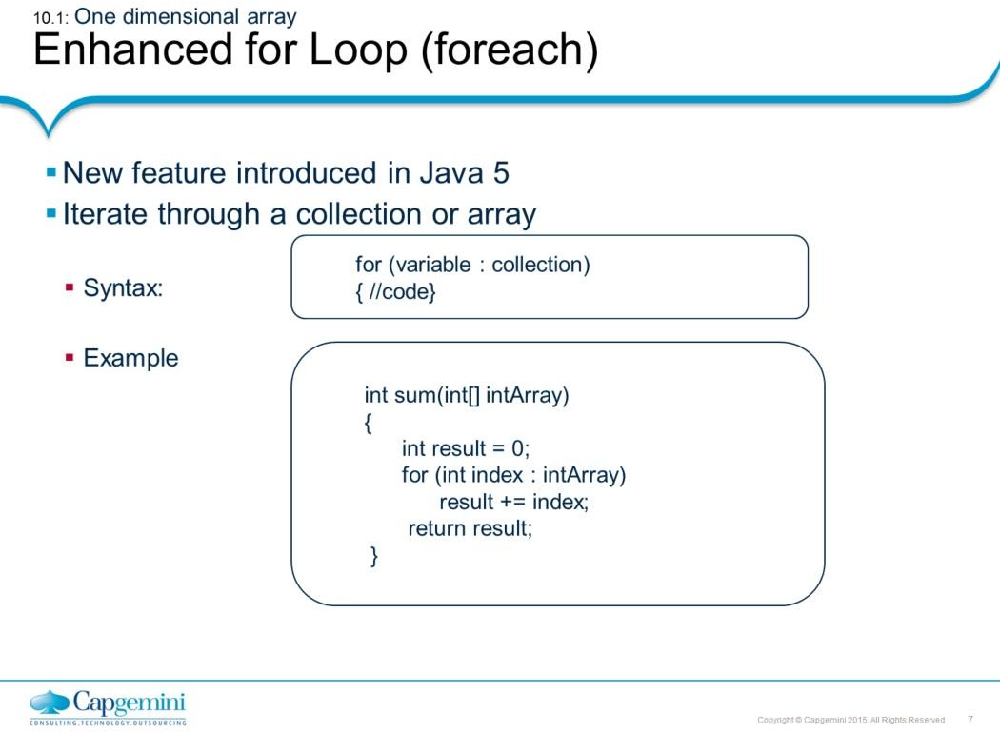 10.1: One dimensional array
Enhanced for Loop (foreach)
New feature introduced in Java 5
Iterate through a collection or array
Syntax:
for (variable : collection)
{ //code}
Example
int sum(int[] intArray)
{
int result = 0;
for (int index : intArray)
result += index;
return result;
}
Capgemini
CONSULTING.TECHNOLOGY.OUTSOURCING
Copyright © Capgemini 2015. All Rights Reserved 7